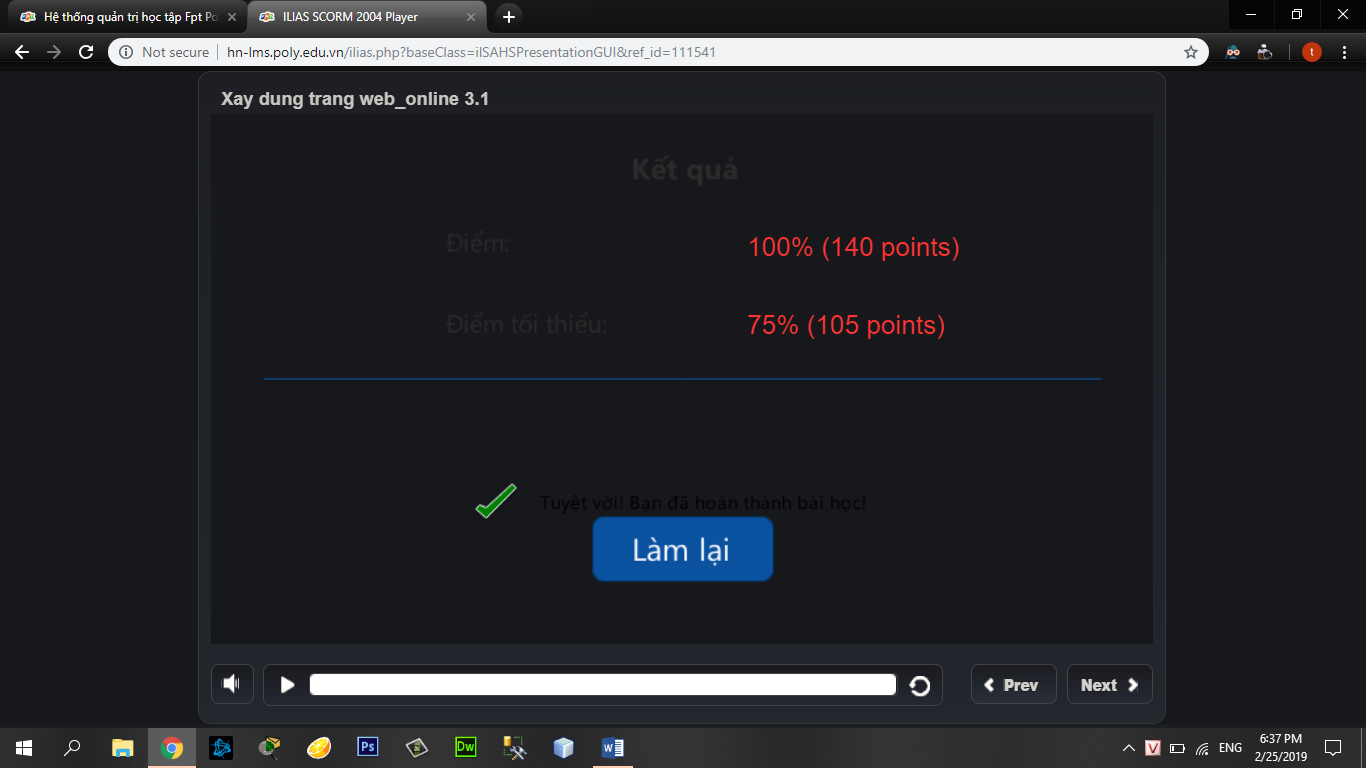 Hệ thống quản trị học tập Fpt Po
ILIAS SCORM 2004 Player
Not secure
hn-lms.poly.edu.vn/ilias.php?baseClass=ilSAHSPresentationGUI&ref_id=111541
t
Xay dung trang web_online 3.1
Kết quả
Điểm:
100% (140 points)
Điểm tối thiểu:
75% (105 points)
Tuyệt vời! Bạn đã hoàn thành bài học!
Làm lại
Prev
Next
Ps
Dw
V
ENG
6:37 PM
2/25/2019